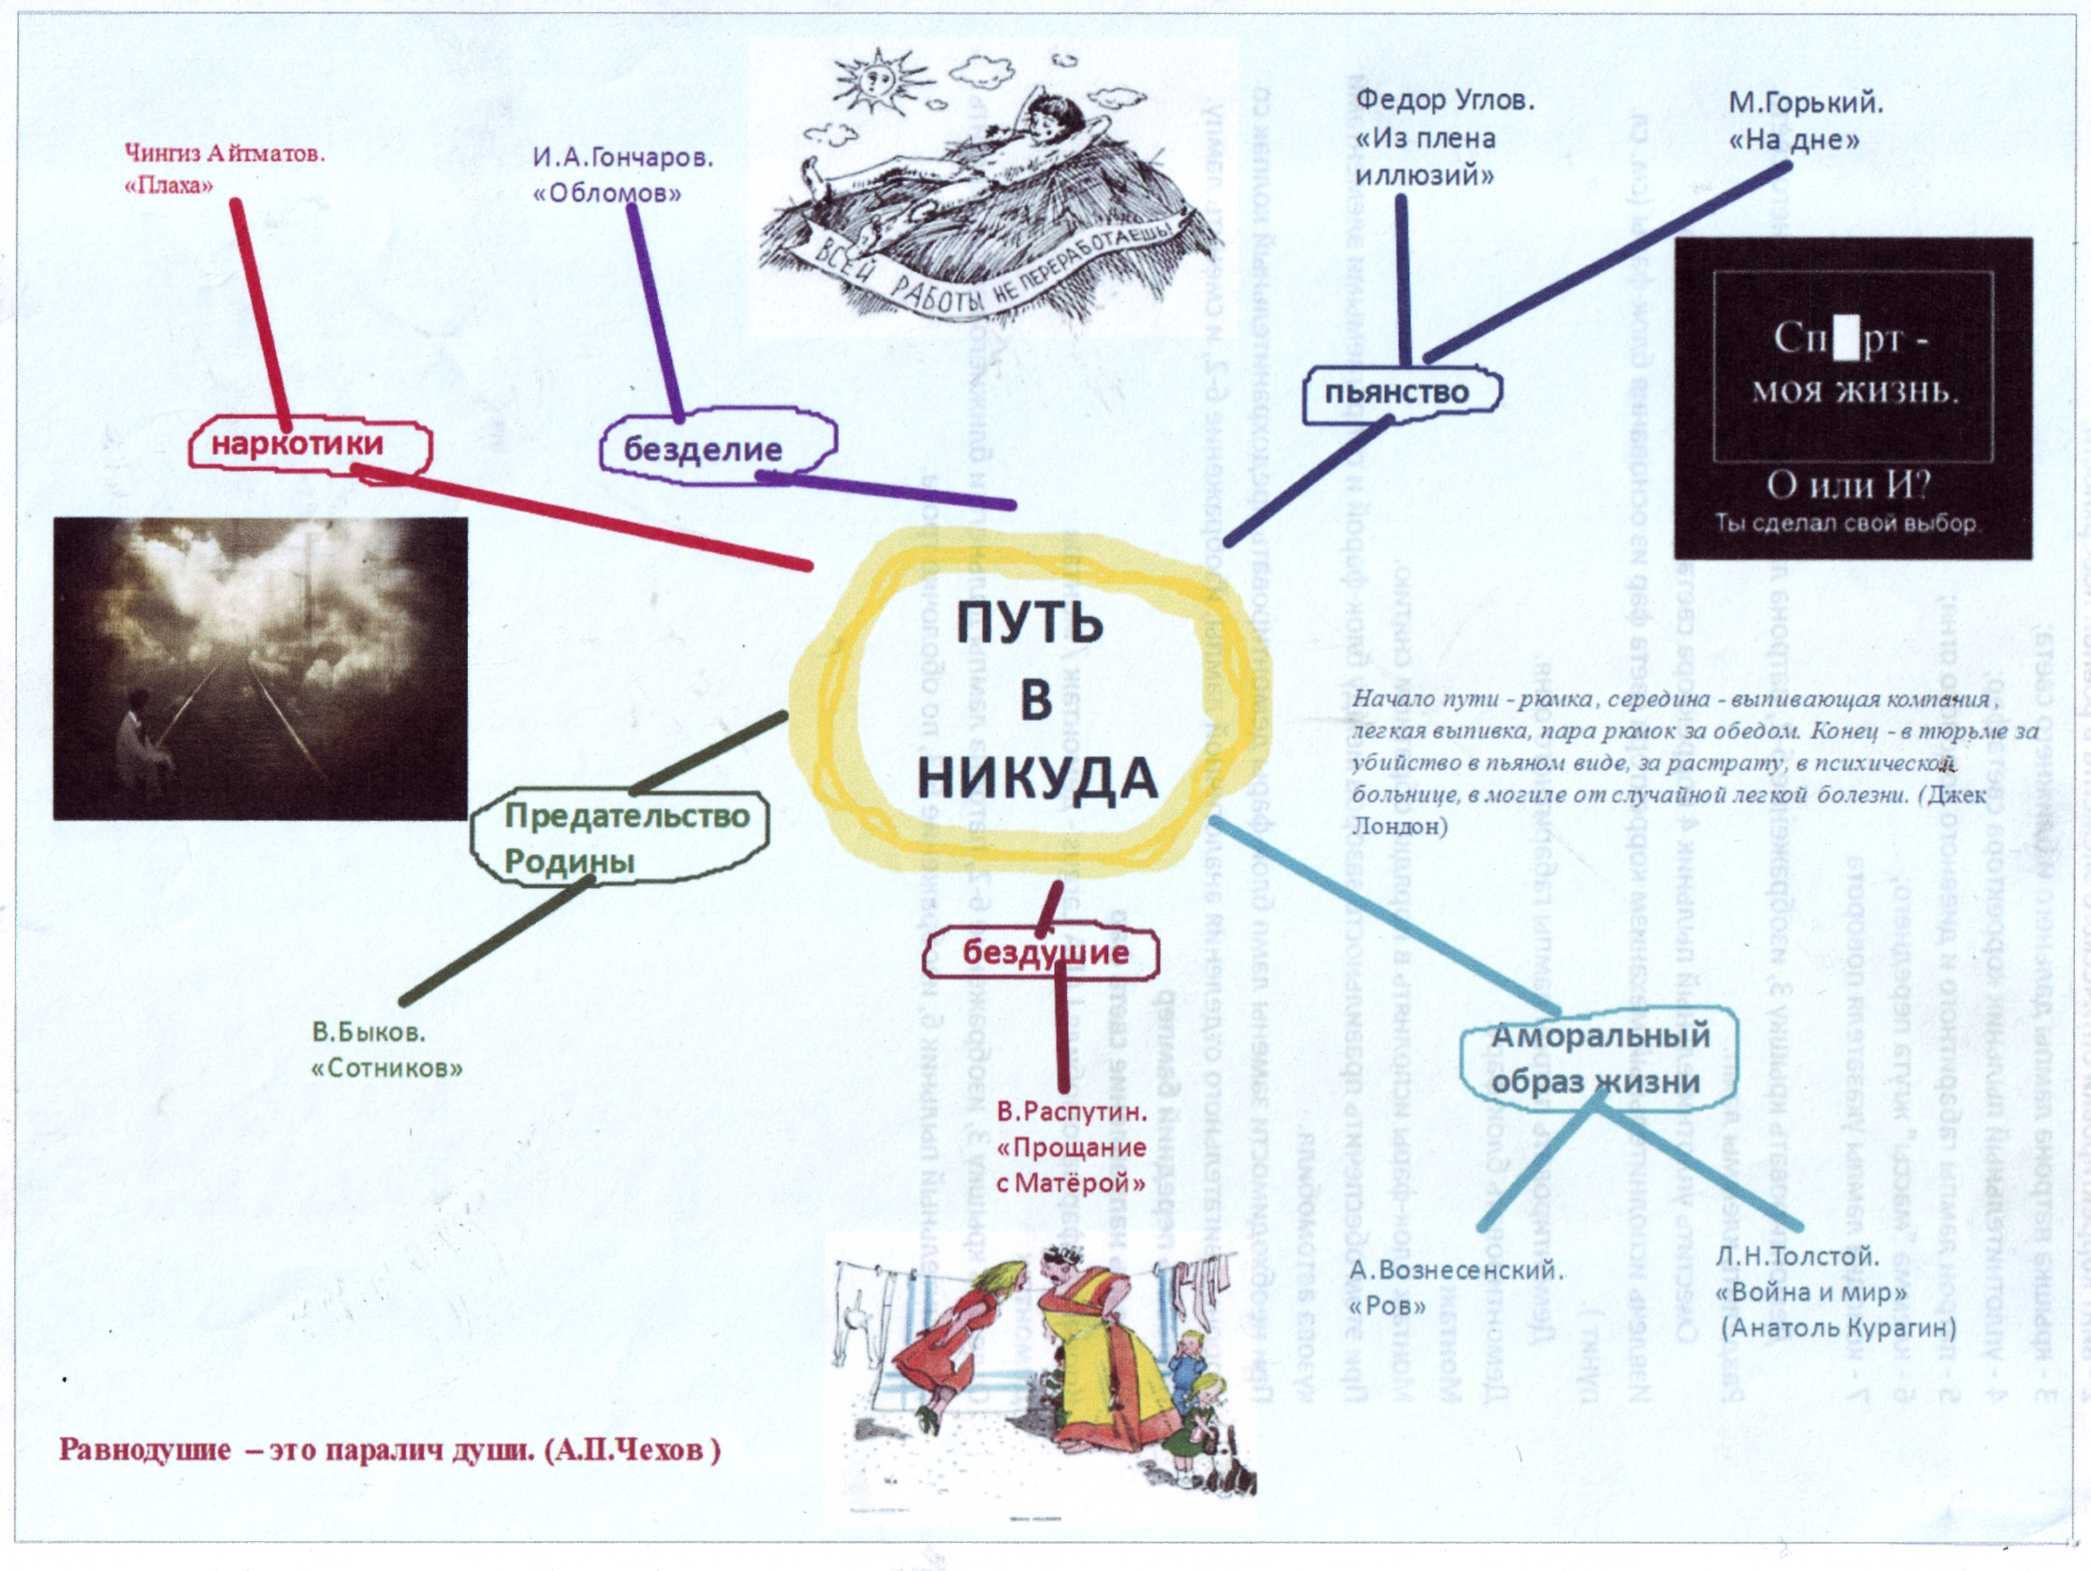 Чингиз Айтматов.
«Плаха»
И.А.Гончаров.
«Обломов»
ВСЕЙ РАБОТЫ НЕ ПЕРЕРАБОТАЕШЬ!
Федор Углов.
«Из плена
иллюзий»
М.Горький.
«На дне»
наркотики
безделие
пьянство
Сп рт -
моя жизнь.
О или И?
Ты сделал свой выбор.
ПУТЬ
В
НИКУДА
Начало пути - рюмка, середина - выпивающая компания,
легкая выпивка, пара рюмок за обедом. Конец - в тюрьме за
убийство в пьяном виде, за растрату, в психической
больнице, в могиле от случайной легкой болезни. (Джек
Лондон)
Предательство
Родины
В.Быков.
«Сотников»
бездушие
В.Распутин.
«Прощание
с Матёрой»
Аморальный
образ жизни
А.Вознесенский.
«Ров»
Л.Н.Толстой.
«Война и мир»
(Анатоль Курагин)
Равнодушие – это паралич души. (А.П.Чехов )